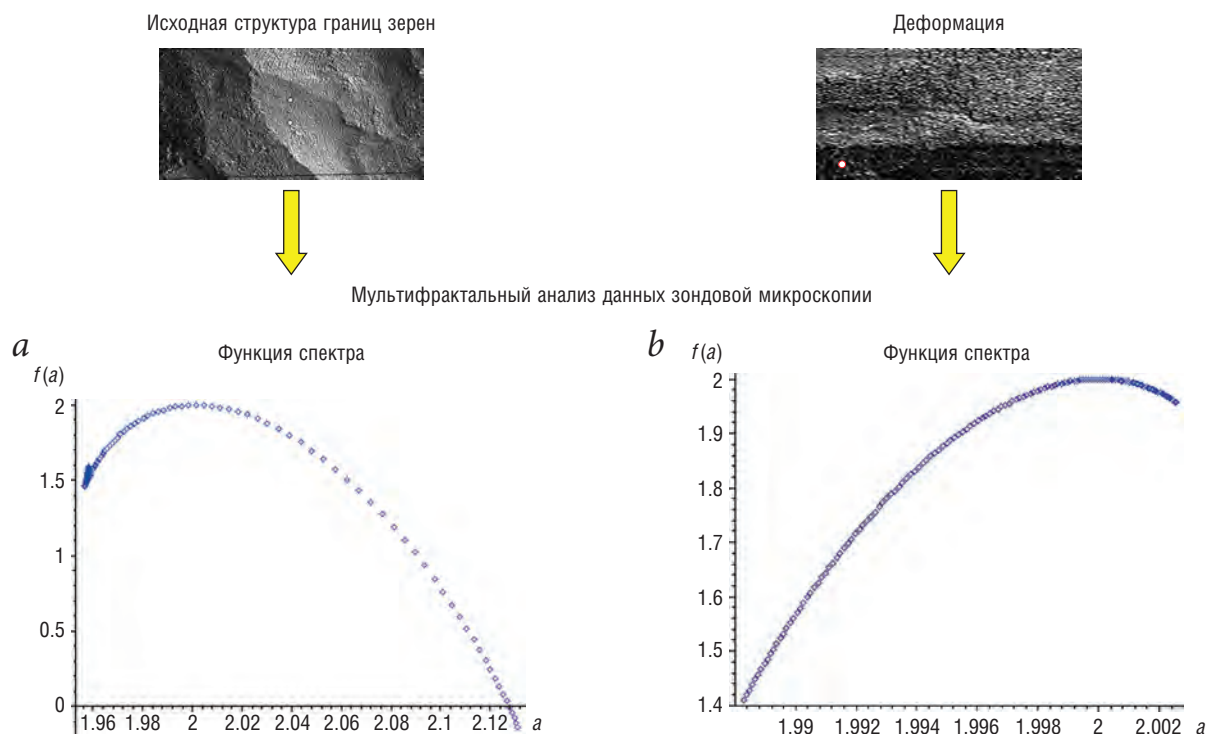 Исходная структура границ зерен
Деформация
Мультифрактальный анализ данных зондовой микроскопии
a
Функция спектра
f(a)
2
1.5
1
0.5
0
1.96 1.98 2 2.02 2.04 2.06 2.08 2.1 2.12 a
b
Функция спектра
f(a)
2
1.9
1.8
1.7
1.6
1.5
1.4
1.99 1.992 1.994 1.996 1.998 2 2.002 a